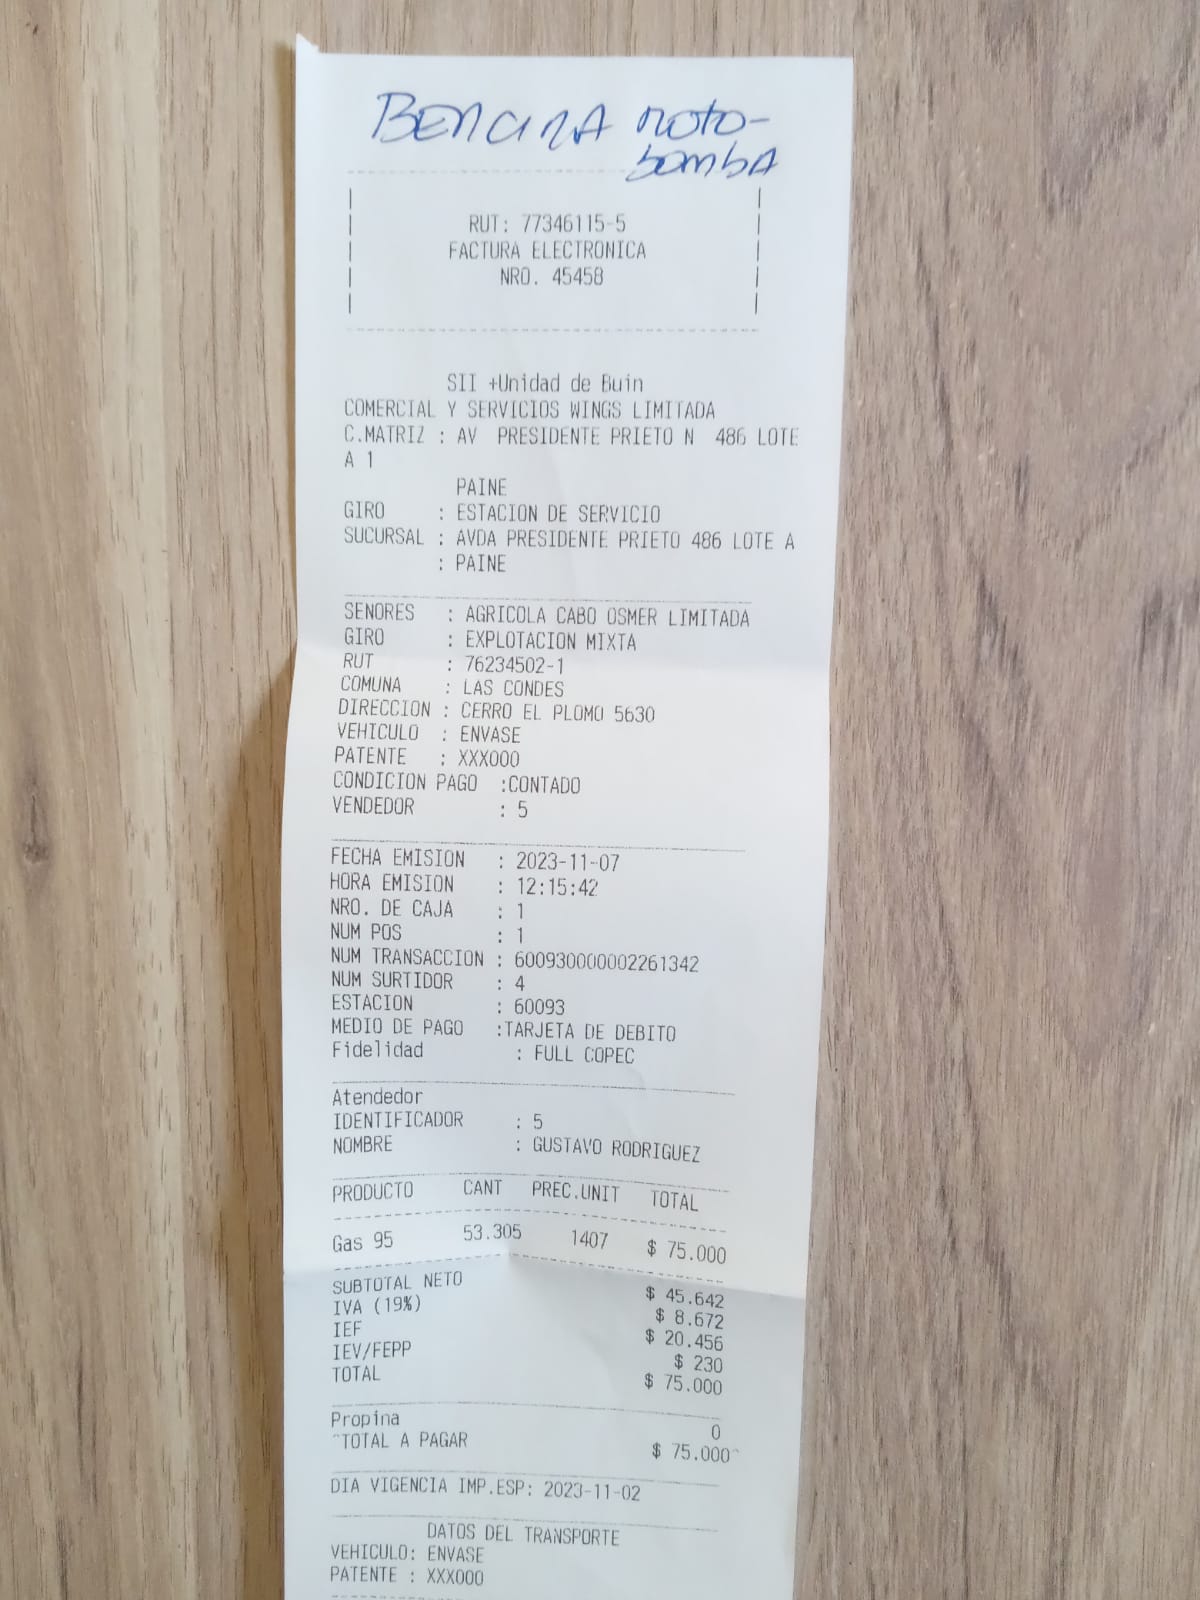 BENCINA MOTO-
BOMBA
RUT: 77346115-5
FACTURA ELECTRONICA
NRO. 45458
SII +Unidad de Buin
COMERCIAL Y SERVICIOS WINGS LIMITADA
C.MATRIZ : AV PRESIDENTE PRIETO N 486 LOTE
A 1
PAINE
GIRO : ESTACION DE SERVICIO
SUCURSAL : AVDA PRESIDENTE PRIETO 486 LOTE A
: PAINE
SENORES : AGRICOLA CABO OSMER LIMITADA
GIRO : EXPLOTACION MIXTA
RUT : 76234502-1
COMUNA : LAS CONDES
DIRECCION : CERRO EL PLOMO 5630
VEHICULO : ENVASE
PATENTE : XXX000
CONDICION PAGO :CONTADO
VENDEDOR : 5
FECHA EMISION : 2023-11-07
HORA EMISION : 12:15:42
NRO. DE CAJA : 1
NUM POS : 1
NUM TRANSACCION : 600930000002261342
NUM SURTIDOR : 4
ESTACION : 60093
MEDIO DE PAGO :TARJETA DE DEBITO
Fidelidad : FULL COPEC
Atendedor
IDENTIFICADOR : 5
NOMBRE : GUSTAVO RODRIGUEZ
PRODUCTO CANT PREC.UNIT TOTAL
Gas 95 53.305 1407 $ 75.000
SUBTOTAL NETO $ 45.642
IVA (19%) $ 8.672
IEF $ 20.456
IEV/FEPP $ 230
TOTAL $ 75.000
Propina 0
~TOTAL A PAGAR $ 75.000~
DIA VIGENCIA IMP.ESP: 2023-11-02
DATOS DEL TRANSPORTE
VEHICULO: ENVASE
PATENTE : XXX000